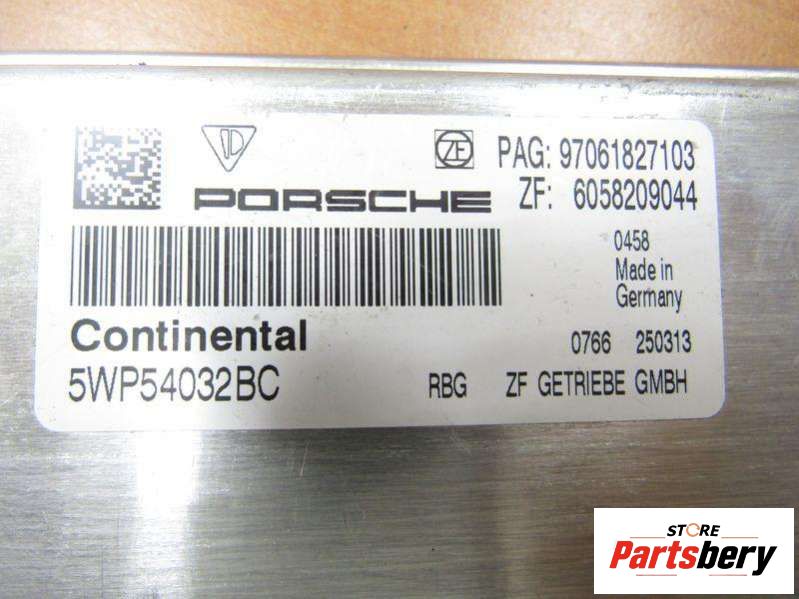 PAG: 97061827103
PORSCHE
ZF
ZF: 6058209044
0458
Made in
Germany
Continental
0766 250313
5WP54032BC
RBG ZF GETRIEBE GMBH
STORE
Partsbery